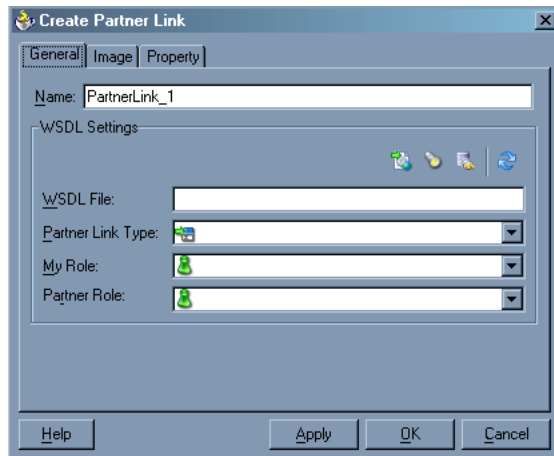 Create Partner Link
General Image Property
Name: PartnerLink_1
WSDL Settings
WSDL File:
Partner Link Type:
My Role:
Partner Role:
Help Apply OK Cancel